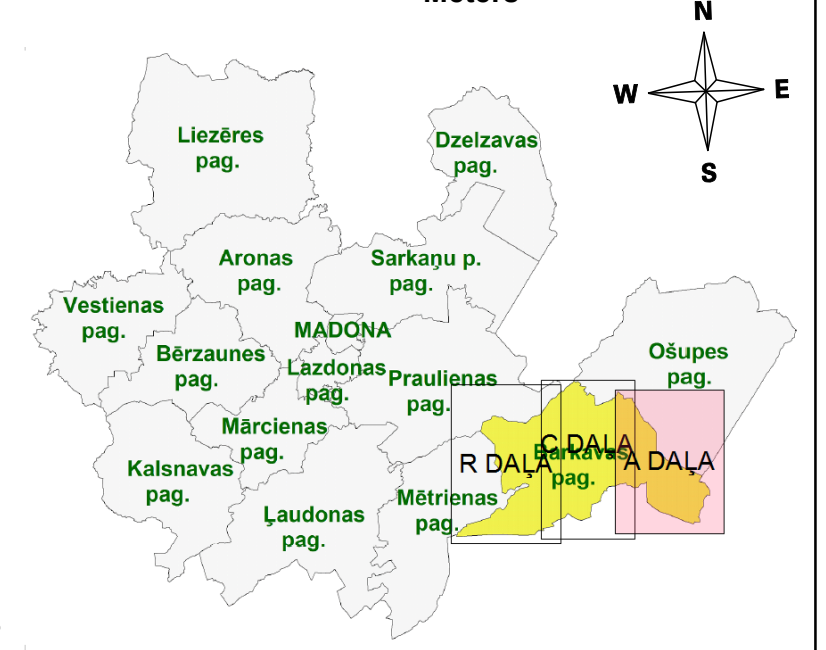 Meters
N
W
E
S
Liezēres
pag.
Dzelzavas
pag.
Aronas
pag.
Sarkaņu p.
pag.
Vestienas
pag.
MADONA
Bērzaunes
pag.
Lazdonas
pag.
Praulienas
pag.
Ošupes
pag.
Mārcienas
pag.
Kalsnavas
pag.
R DAĻA
C DAĻA
Barkavas
pag.
A DAĻA
Mētrienas
pag.
Ļaudonas
pag.